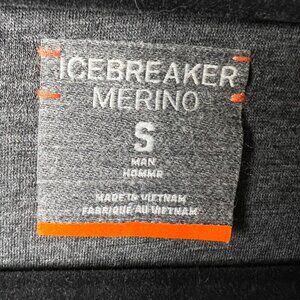 ICEBREAKER
MERINO
S
MAN
HOMME
MADE IN VIETNAM
FABRIQUÉ AU VIETNAM